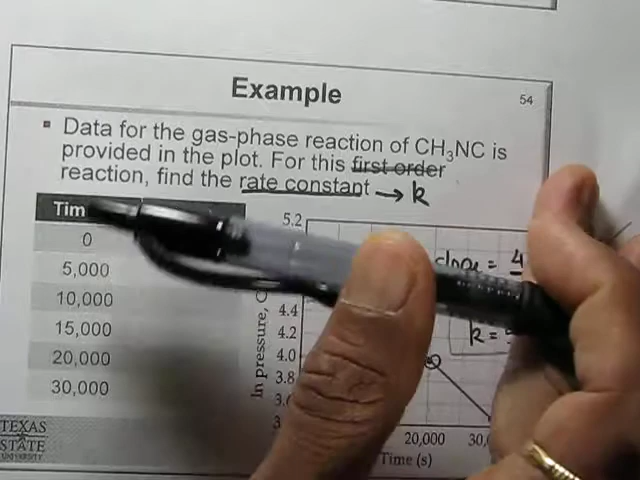 Example
54
Data for the gas-phase reaction of CH₃NC is
provided in the plot. For this first order
reaction, find the rate constant → k
0
5,000
10,000
15,000
20,000
30,000
5.2
4.4
4.2
4.0
3.8
ln pressure,
20,000
Time (s)
slope =
k =
TEXAS
STATE
UNIVERSITY